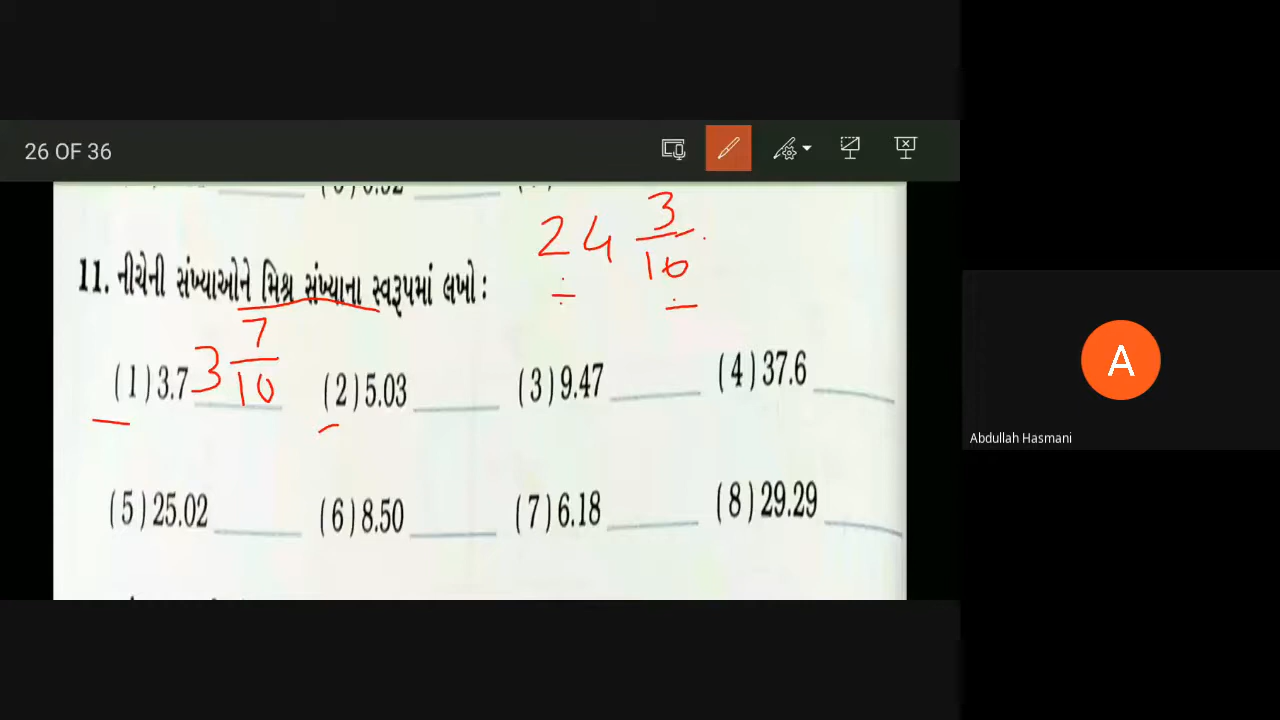 26 OF 36
24 3/10
11. નીચેની સંખ્યાઓને મિશ્ર સંખ્યાના સ્વરૂપમાં લખો :
(1) 3.7 3 7/10 (2) 5.03 (3) 9.47 (4) 37.6
(5) 25.02 (6) 8.50 (7) 6.18 (8) 29.29
A
Abdullah Hasmani